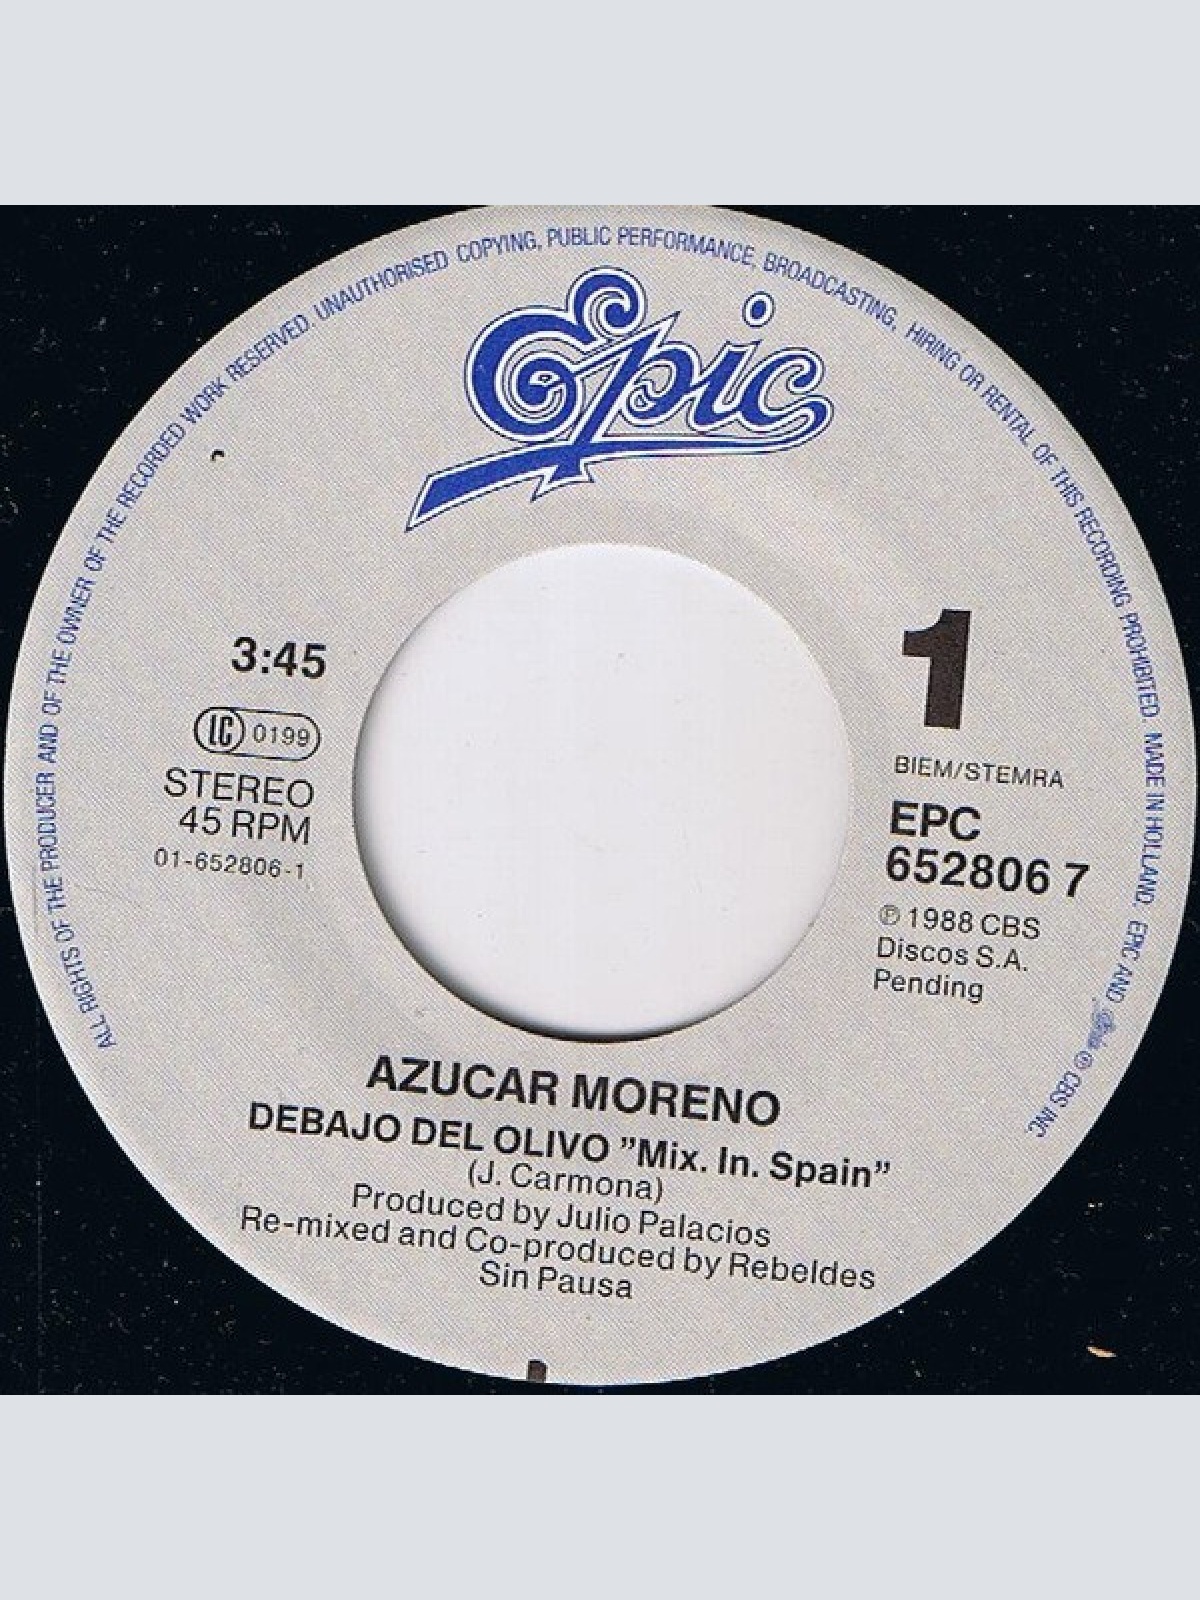 ALL RIGHTS OF THE PRODUCER AND OF THE OWNER OF THE RECORDED WORK RESERVED. UNAUTHORISED COPYING, PUBLIC PERFORMANCE, BROADCASTING, HIRING OR RENTAL OF THIS RECORDING PROHIBITED. MADE IN HOLLAND. EPIC AND Epic © CBS INC.
Epic
3:45
LC 0199
STEREO
45 RPM
01-652806-1
1
BIEM/STEMRA
EPC
652806 7
℗ 1988 CBS
Discos S.A.
Pending
AZUCAR MORENO
DEBAJO DEL OLIVO ”Mix. In. Spain”
(J. Carmona)
Produced by Julio Palacios
Re-mixed and Co-produced by Rebeldes
Sin Pausa